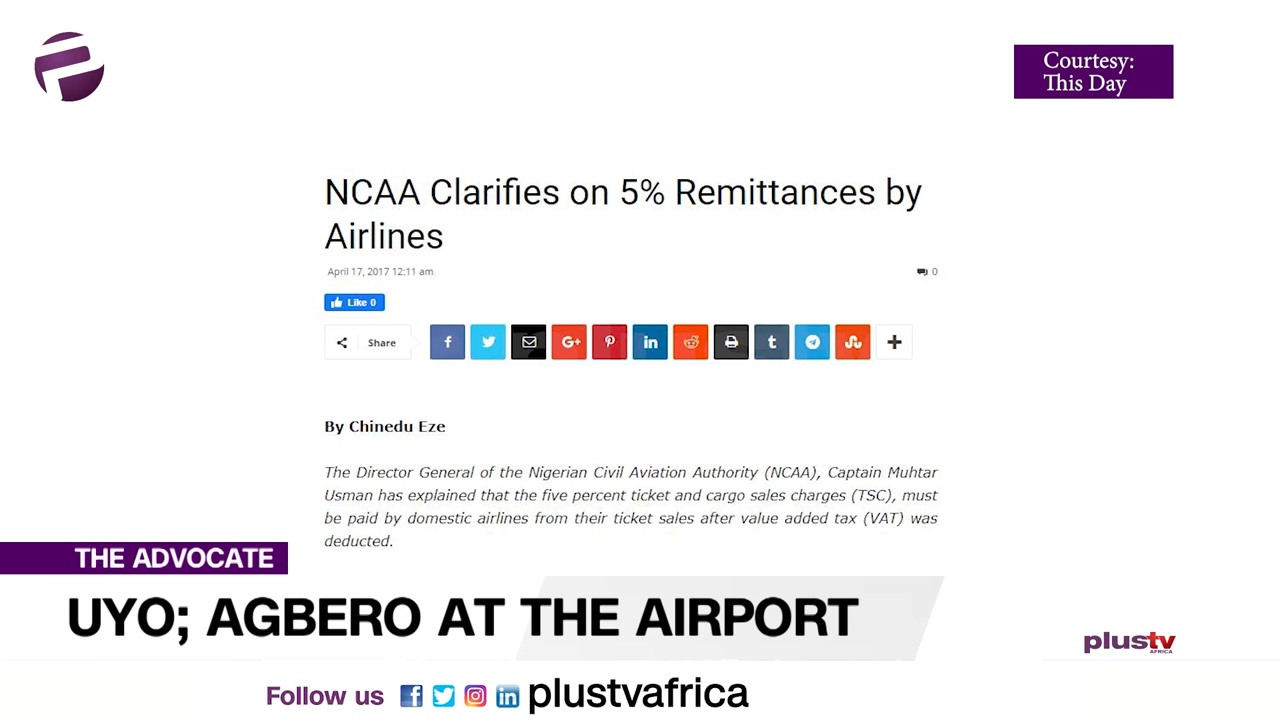 Courtesy:
This Day
NCAA Clarifies on 5% Remittances by
Airlines
April 17, 2017 12:11 am
0
Like 0
Share
By Chinedu Eze
The Director General of the Nigerian Civil Aviation Authority (NCAA), Captain Muhtar
Usman has explained that the five percent ticket and cargo sales charges (TSC), must
be paid by domestic airlines from their ticket sales after value added tax (VAT) was
deducted.
THE ADVOCATE
UYO; AGBERO AT THE AIRPORT
plustv
AFRICA
Follow us plustvafrica